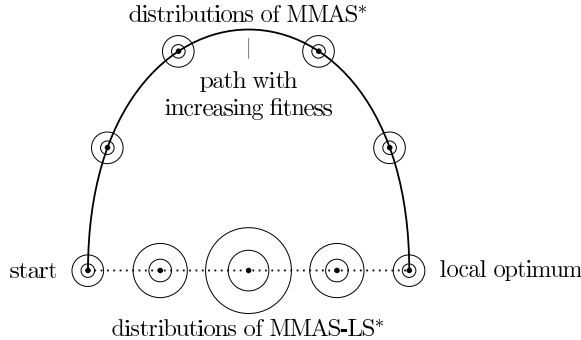 distributions of MMAS*
path with
increasing fitness
start
local optimum
distributions of MMAS-LS*